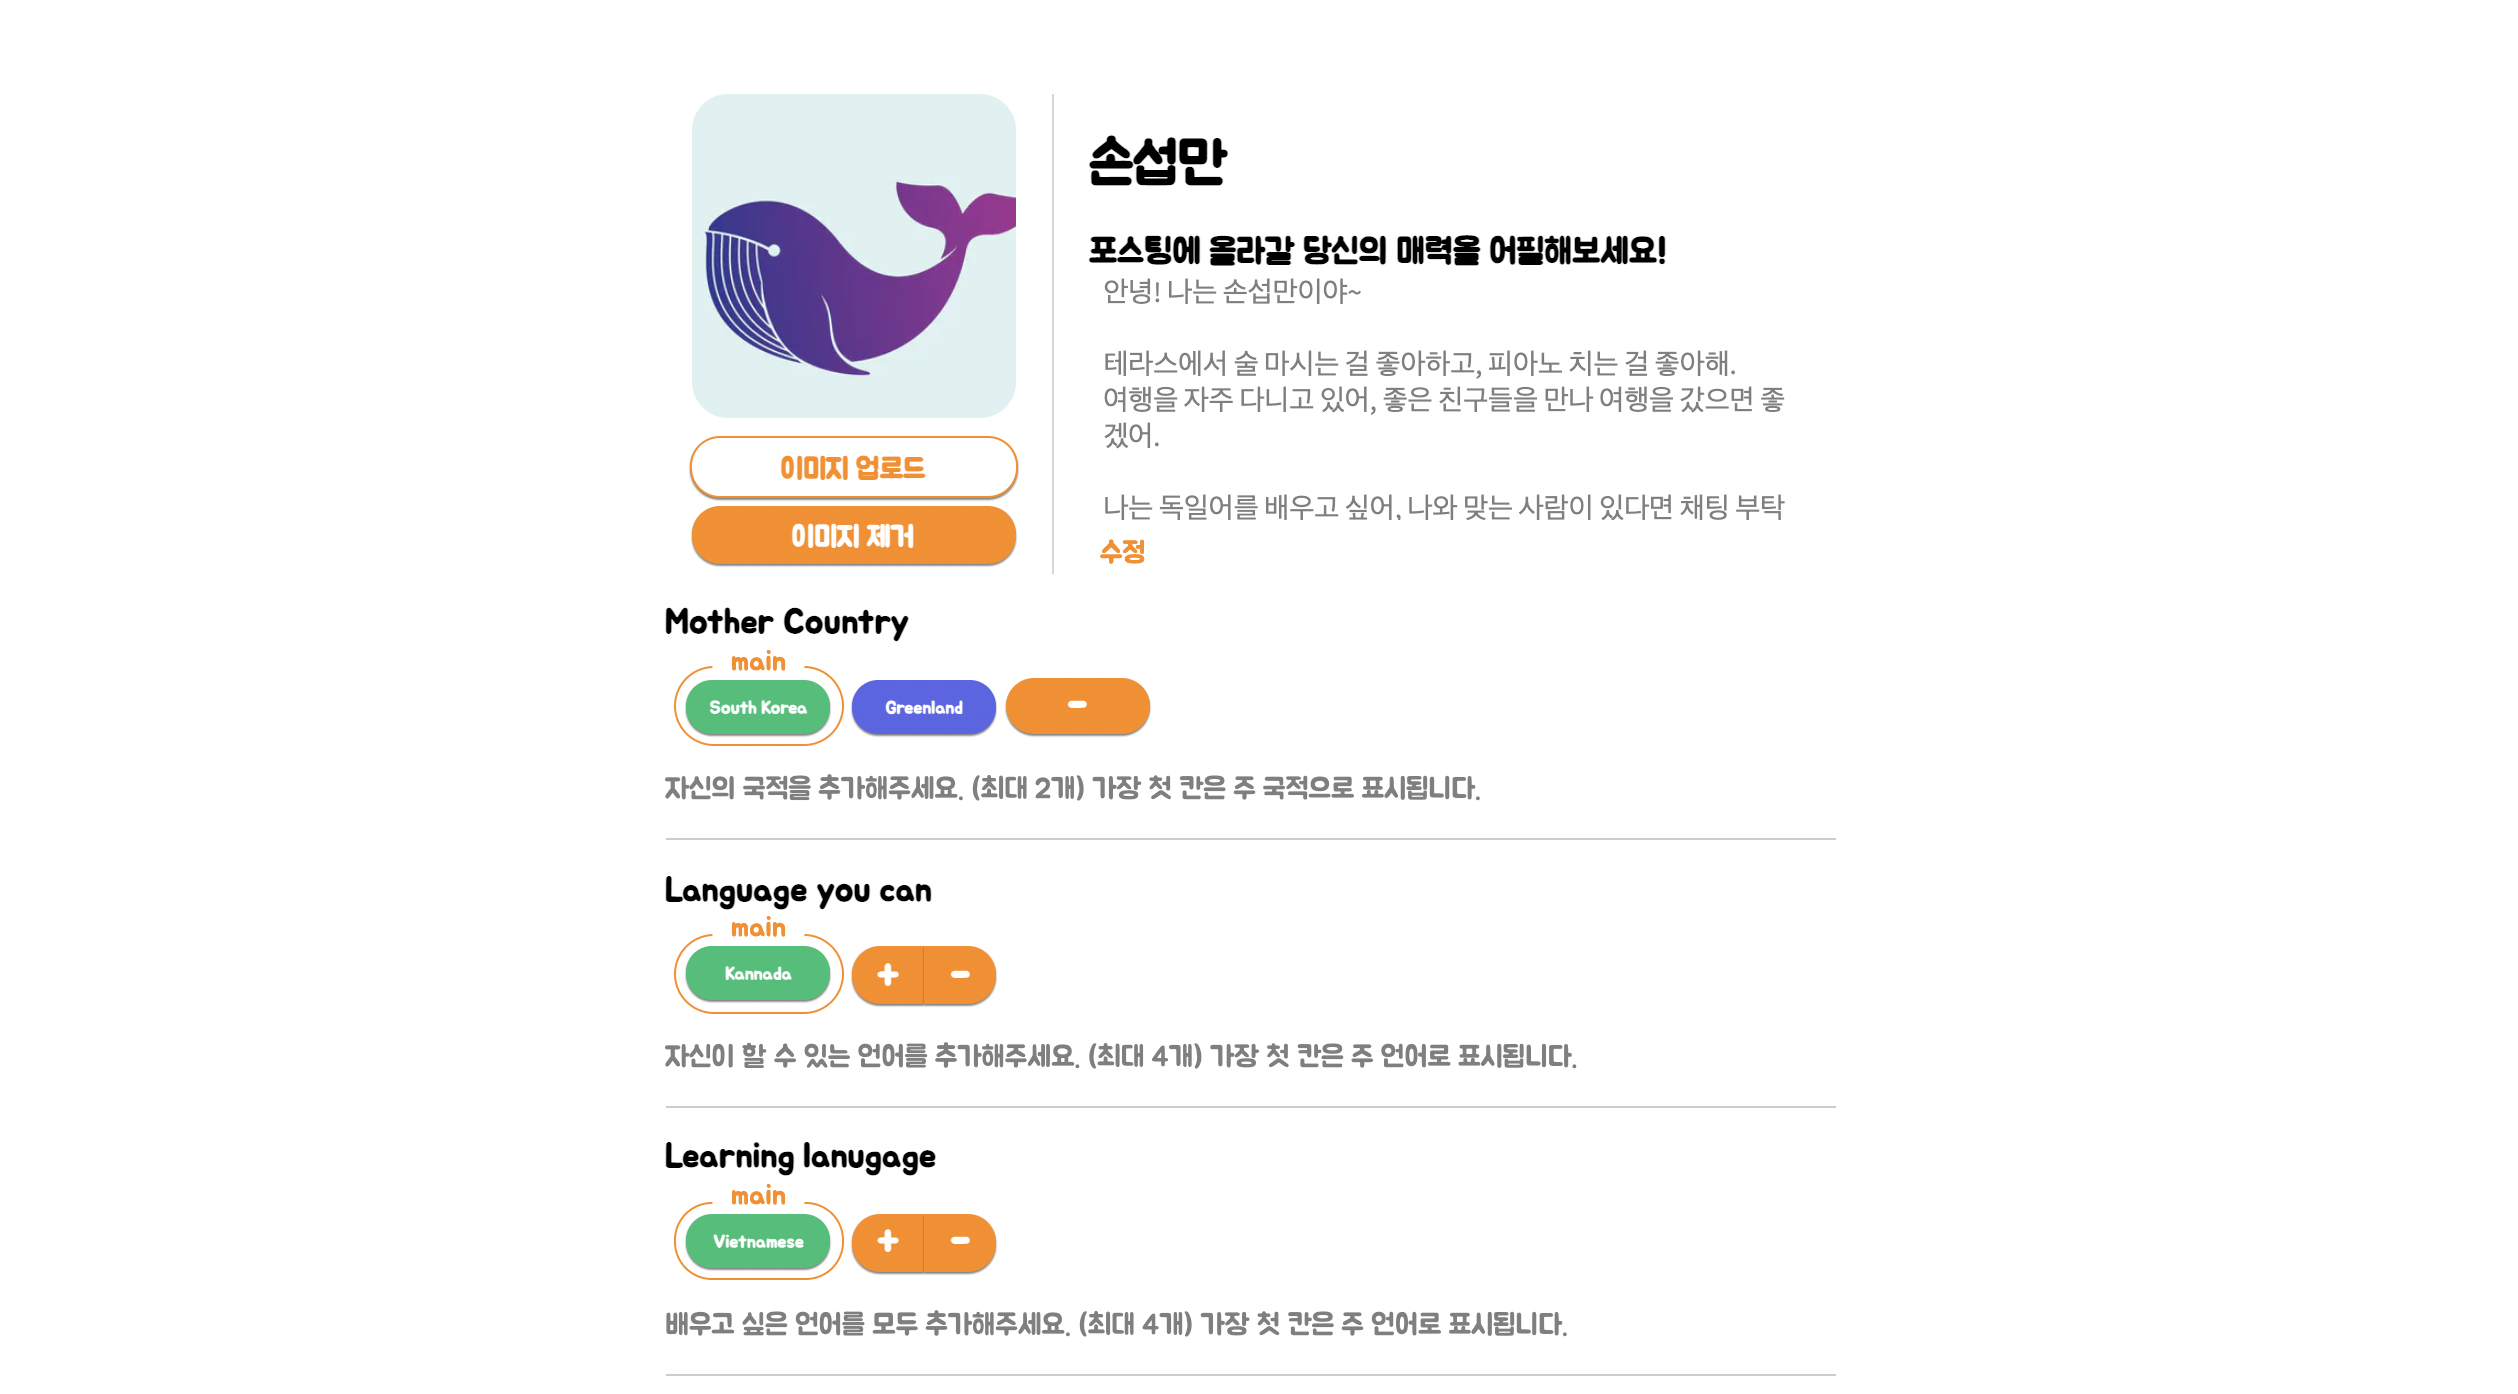 손섭만
포스팅에 올라갈 당신의 매력을 어필해보세요!
안녕! 나는 손섭만이야~
테라스에서 술 마시는 걸 좋아하고, 피아노 치는 걸 좋아해.
여행을 자주 다니고 있어, 좋은 친구들을 만나 여행을 갔으면 좋
겠어.
나는 독일어를 배우고 싶어, 나와 맞는 사람이 있다면 채팅 부탁
수정
이미지 업로드
이미지 제거
Mother Country
main
South Korea Greenland -
자신의 국적을 추가해주세요. (최대 2개) 가장 첫 칸은 주 국적으로 표시됩니다.
Language you can
main
Kannada + -
자신이 할 수 있는 언어를 추가해주세요. (최대 4개) 가장 첫 칸은 주 언어로 표시됩니다.
Learning lanugage
main
Vietnamese + -
배우고 싶은 언어를 모두 추가해주세요. (최대 4개) 가장 첫 칸은 주 언어로 표시됩니다.